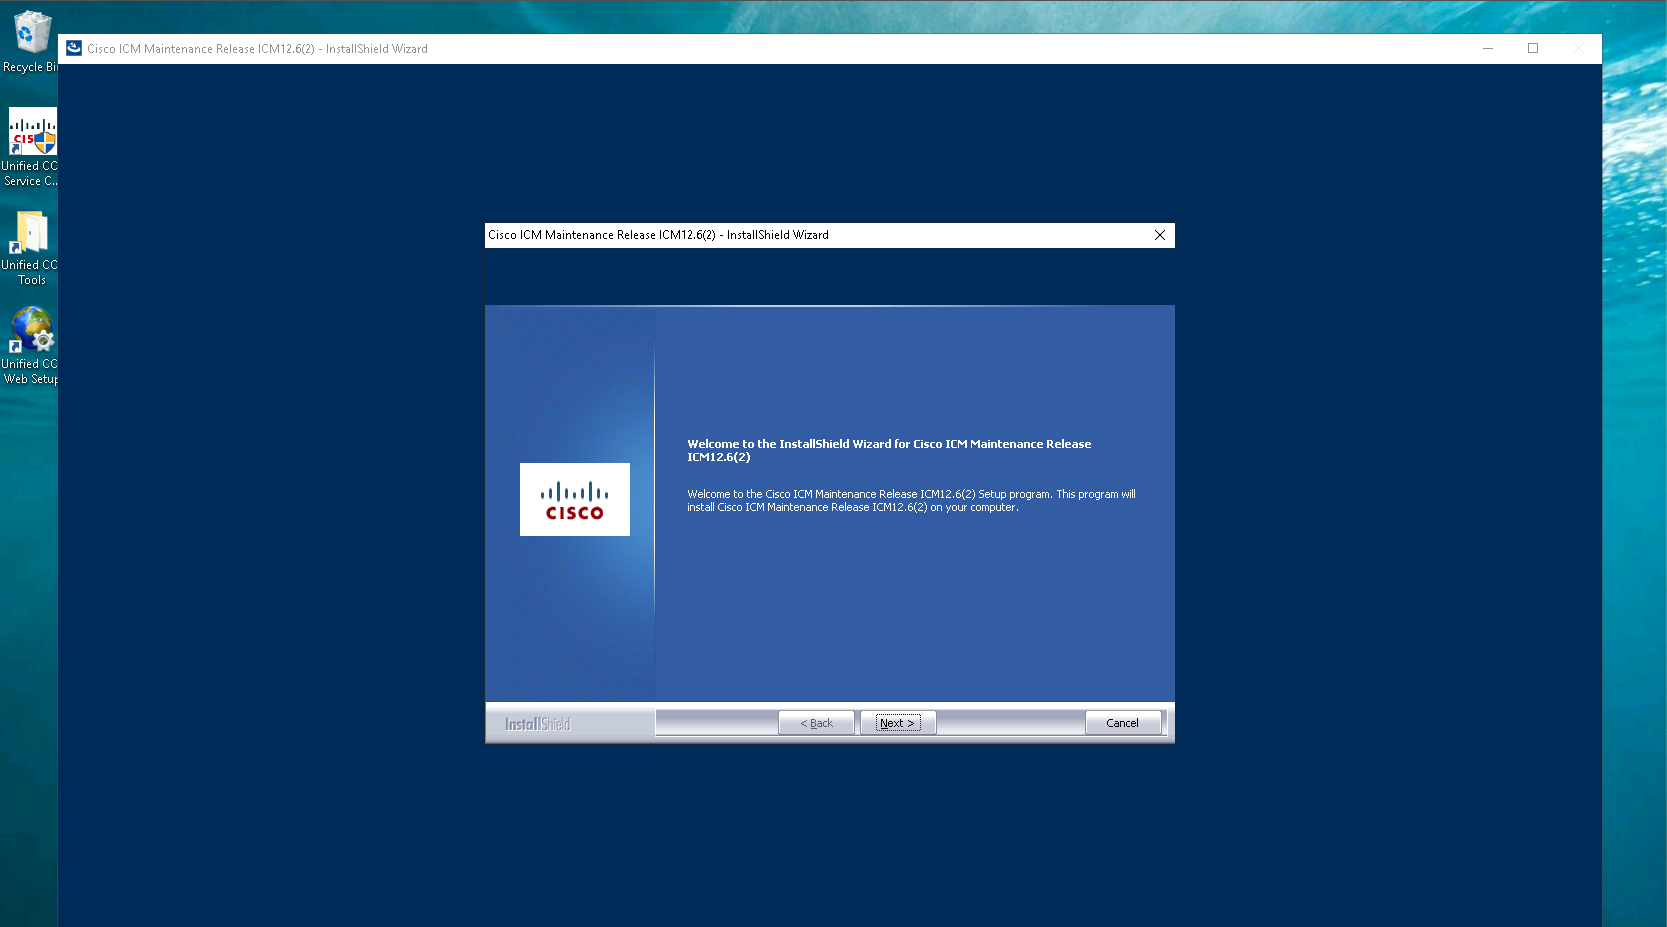 Recycle Bi
Cisco ICM Maintenance Release ICM12.6(2) - InstallShield Wizard
Unified CC
Service C..
Unified CC
Tools
Unified CC
Web Setup
Cisco ICM Maintenance Release ICM12.6(2) - InstallShield Wizard
CISCO
Welcome to the InstallShield Wizard for Cisco ICM Maintenance Release
ICM12.6(2)
Welcome to the Cisco ICM Maintenance Release ICM12.6(2) Setup program. This program will
install Cisco ICM Maintenance Release ICM12.6(2) on your computer.
InstallShield
< Back
Next >
Cancel